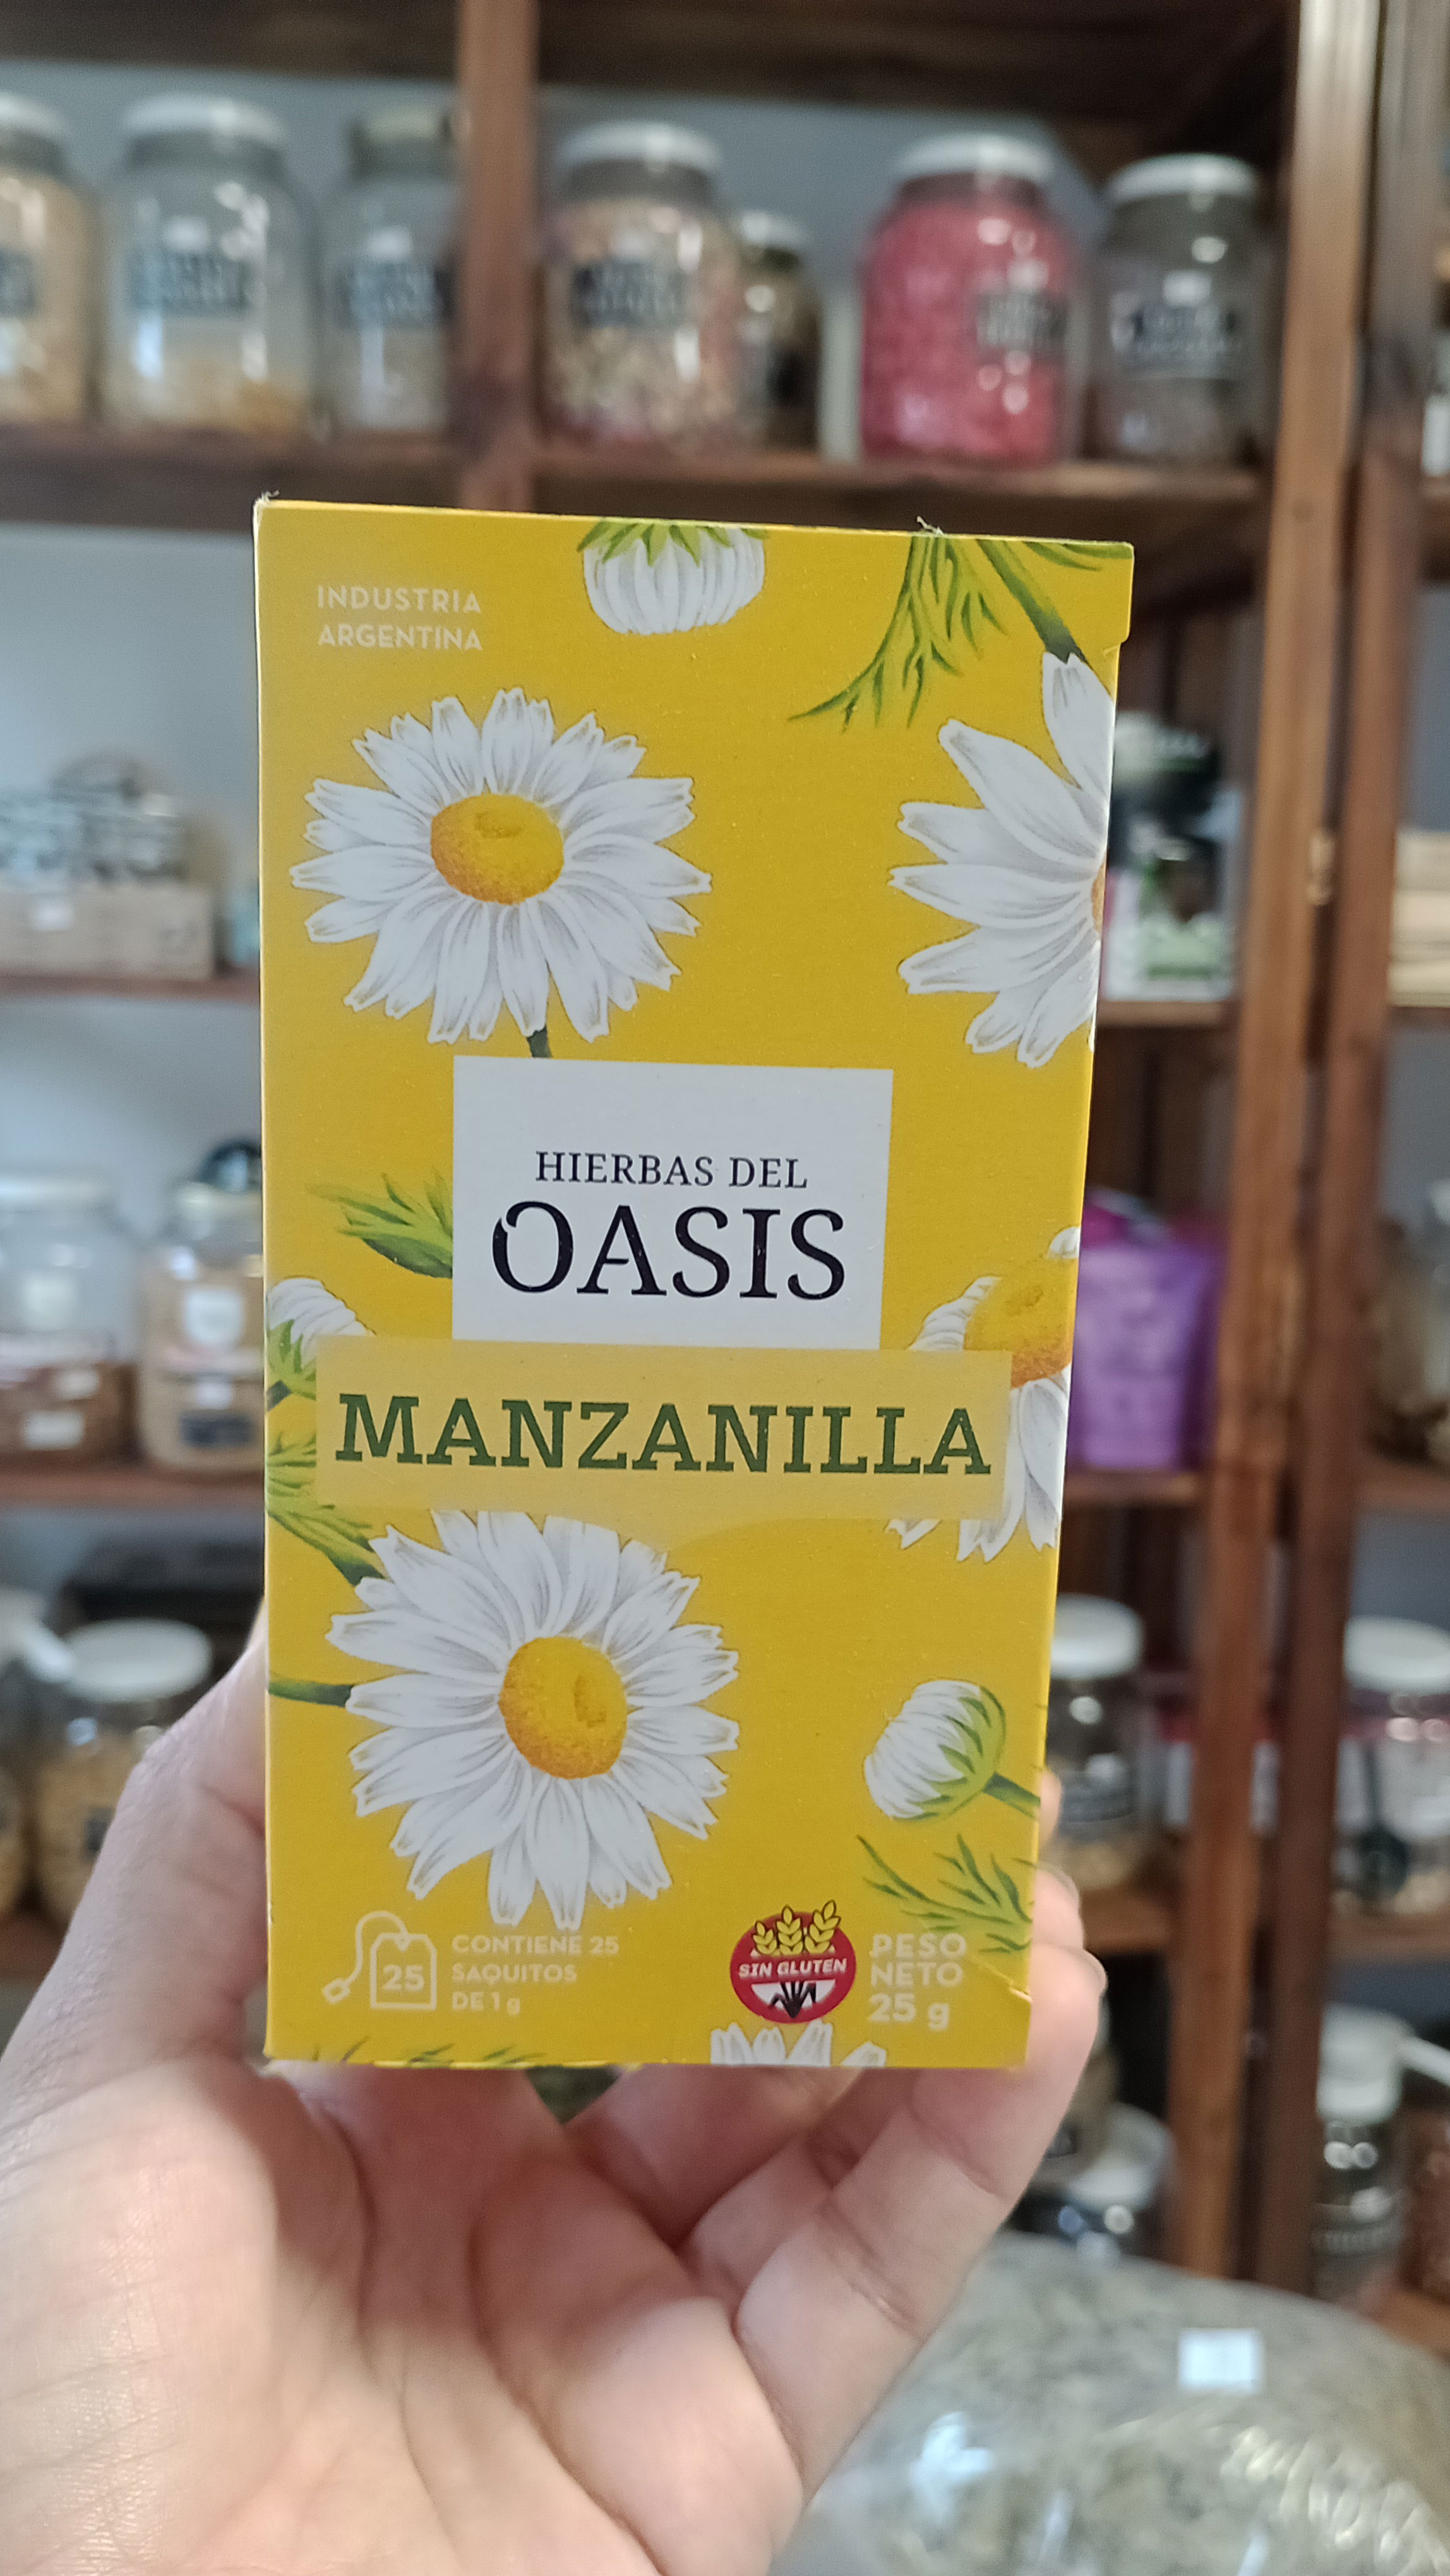 INDUSTRIA
ARGENTINA
HIERBAS DEL
OASIS
MANZANILLA
25
CONTIENE 25
SAQUITOS
DE 1 g
SIN GLUTEN
PESO
NETO
25 g